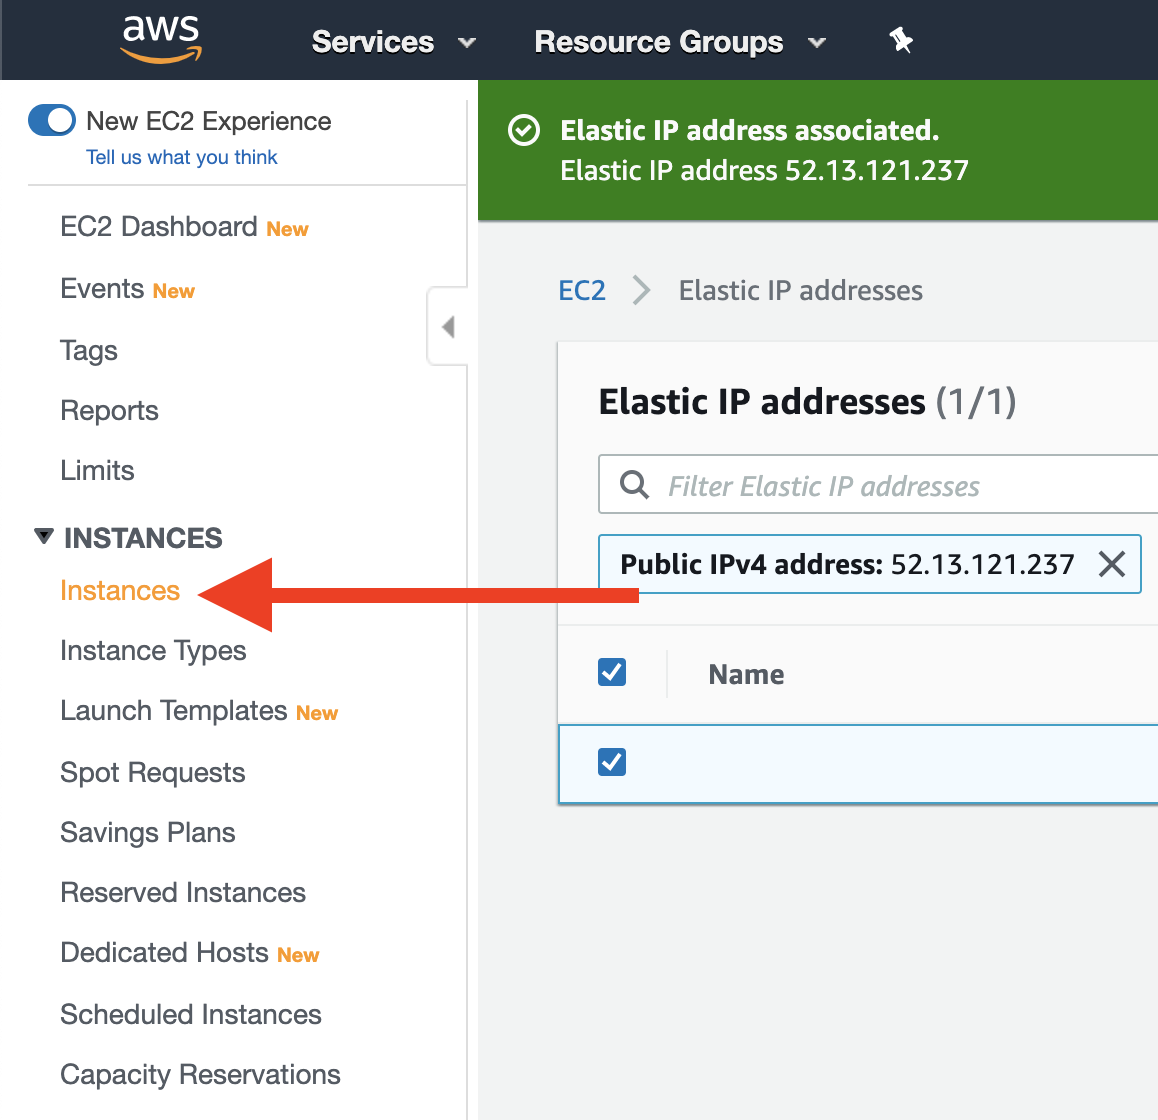 aws
Services
Resource Groups
New EC2 Experience
Tell us what you think
EC2 Dashboard New
Events New
Tags
Reports
Limits
INSTANCES
Instances
Instance Types
Launch Templates New
Spot Requests
Savings Plans
Reserved Instances
Dedicated Hosts New
Scheduled Instances
Capacity Reservations
Elastic IP address associated.
Elastic IP address 52.13.121.237
EC2 > Elastic IP addresses
Elastic IP addresses (1/1)
Filter Elastic IP addresses
Public IPv4 address: 52.13.121.237
Name